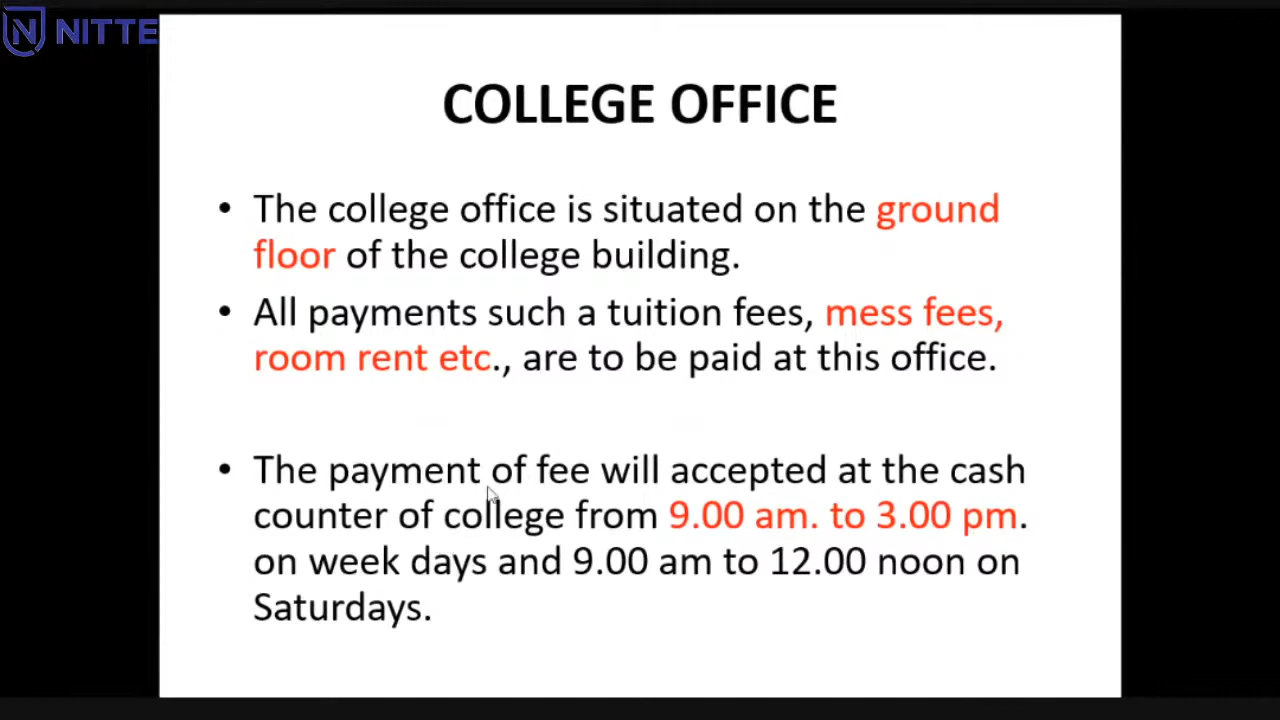 NITTE
COLLEGE OFFICE
• The college office is situated on the ground
floor of the college building.
• All payments such a tuition fees, mess fees,
room rent etc., are to be paid at this office.
• The payment of fee will accepted at the cash
counter of college from 9.00 am. to 3.00 pm.
on week days and 9.00 am to 12.00 noon on
Saturdays.